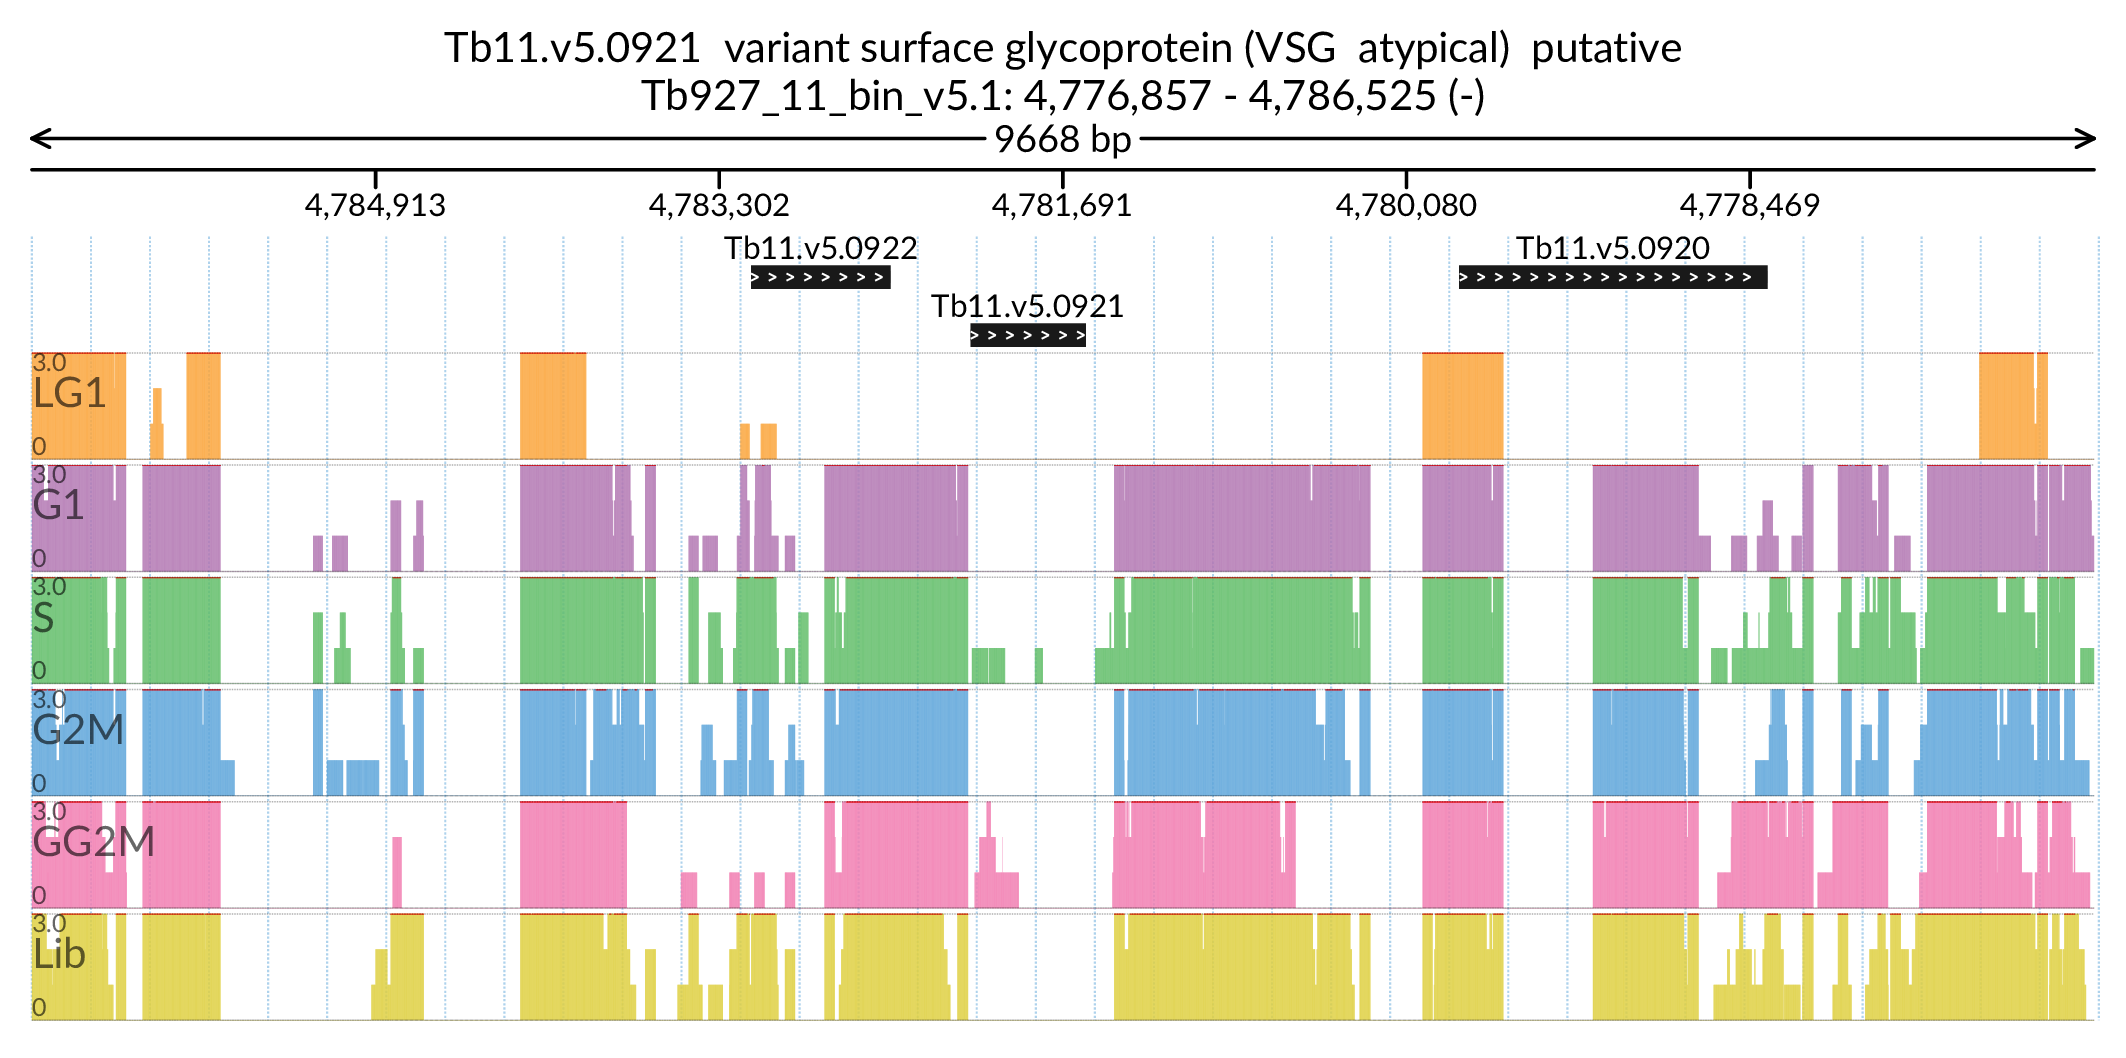 Tb11.v5.0921  variant surface glycoprotein (VSG  atypical)  putative
Tb927_11_bin_v5.1: 4,776,857 - 4,786,525 (-)
9668 bp
4,784,913 4,783,302 4,781,691 4,780,080 4,778,469
Tb11.v5.0922 Tb11.v5.0920
Tb11.v5.0921
3.0
LG1
0
3.0
G1
0
3.0
S
0
3.0
G2M
0
3.0
GG2M
0
3.0
Lib
0